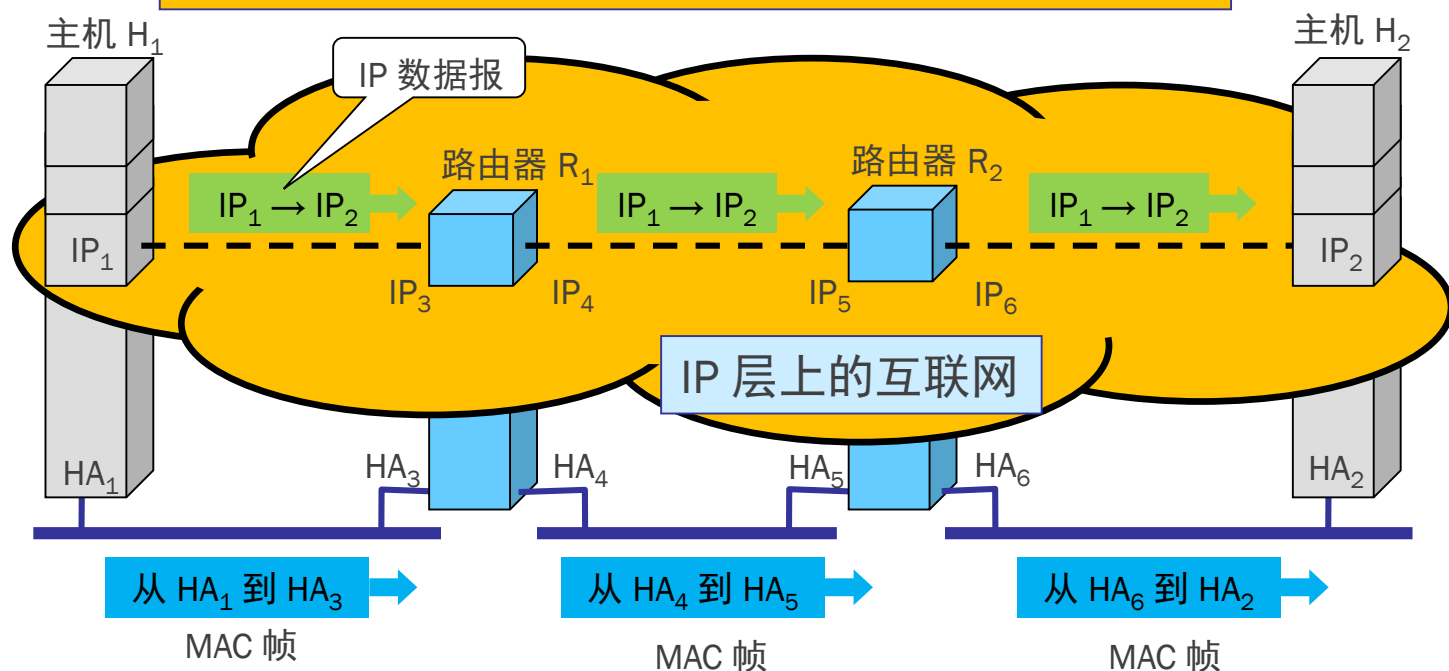 主机 H₁
主机 H₂
IP 数据报
路由器 R₁
路由器 R₂
IP₁ → IP₂
IP₁ → IP₂
IP₁ → IP₂
IP₁
IP₂
IP₃
IP₄
IP₅
IP₆
IP 层上的互联网
HA₁
HA₃
HA₄
HA₅
HA₆
HA₂
从 HA₁ 到 HA₃
从 HA₄ 到 HA₅
从 HA₆ 到 HA₂
MAC 帧
MAC 帧
MAC 帧